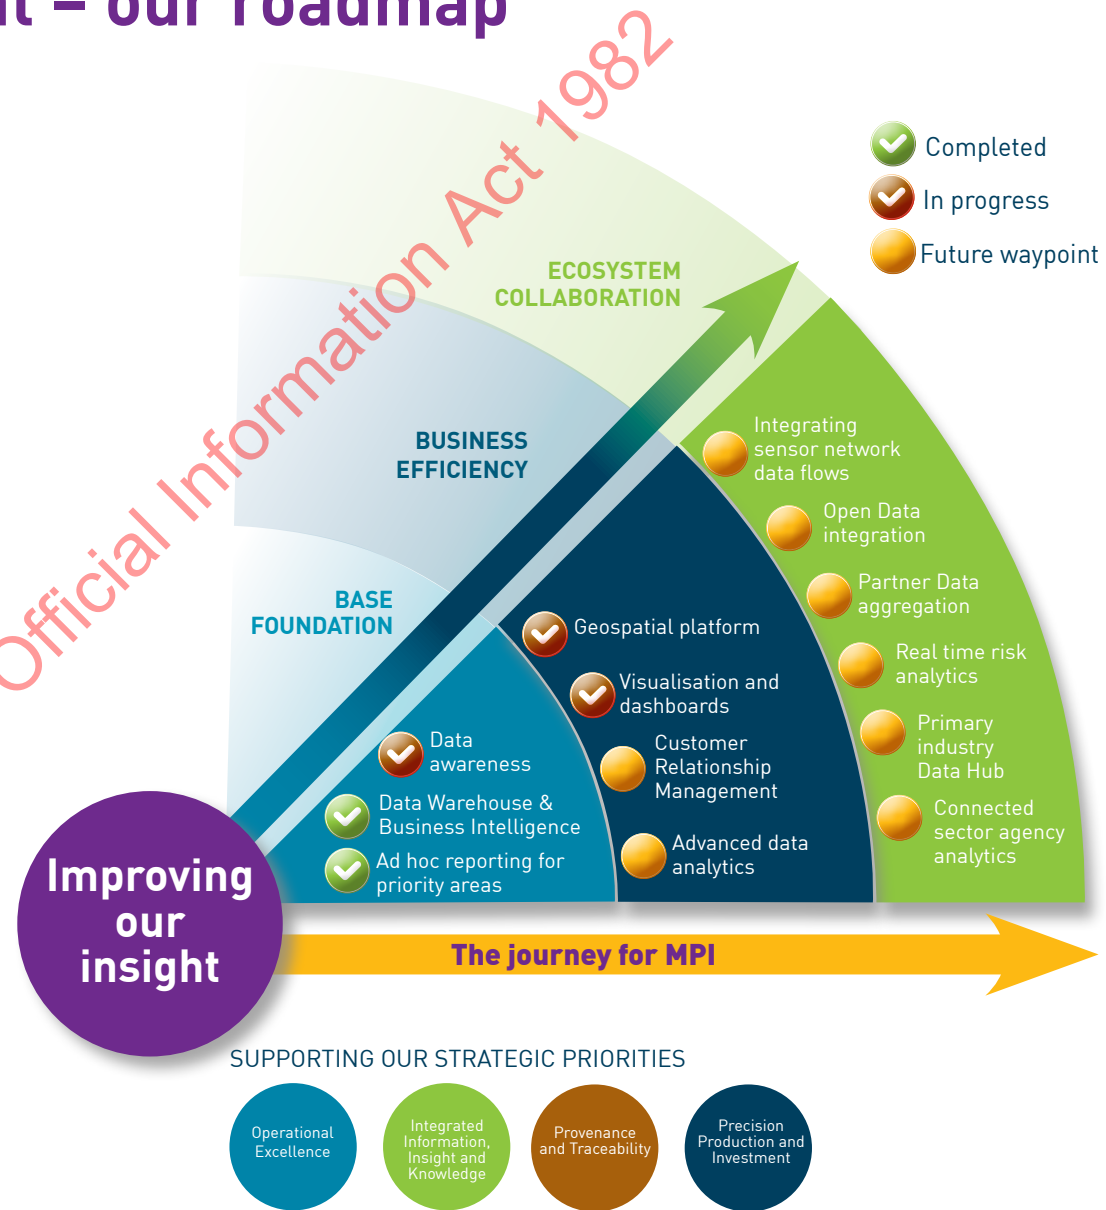 – our roadmap
Official Information Act 1982
Completed
In progress
Future waypoint
ECOSYSTEM
COLLABORATION
BUSINESS
EFFICIENCY
BASE
FOUNDATION
Integrating
sensor network
data flows
Open Data
integration
Partner Data
aggregation
Real time risk
analytics
Primary
industry
Data Hub
Connected
sector agency
analytics
Geospatial platform
Visualisation and
dashboards
Customer
Relationship
Management
Advanced data
analytics
Data
awareness
Data Warehouse &
Business Intelligence
Ad hoc reporting for
priority areas
Improving
our
insight
The journey for MPI
SUPPORTING OUR STRATEGIC PRIORITIES
Operational
Excellence
Integrated
Information,
Insight and
Knowledge
Provenance
and Traceability
Precision
Production and
Investment